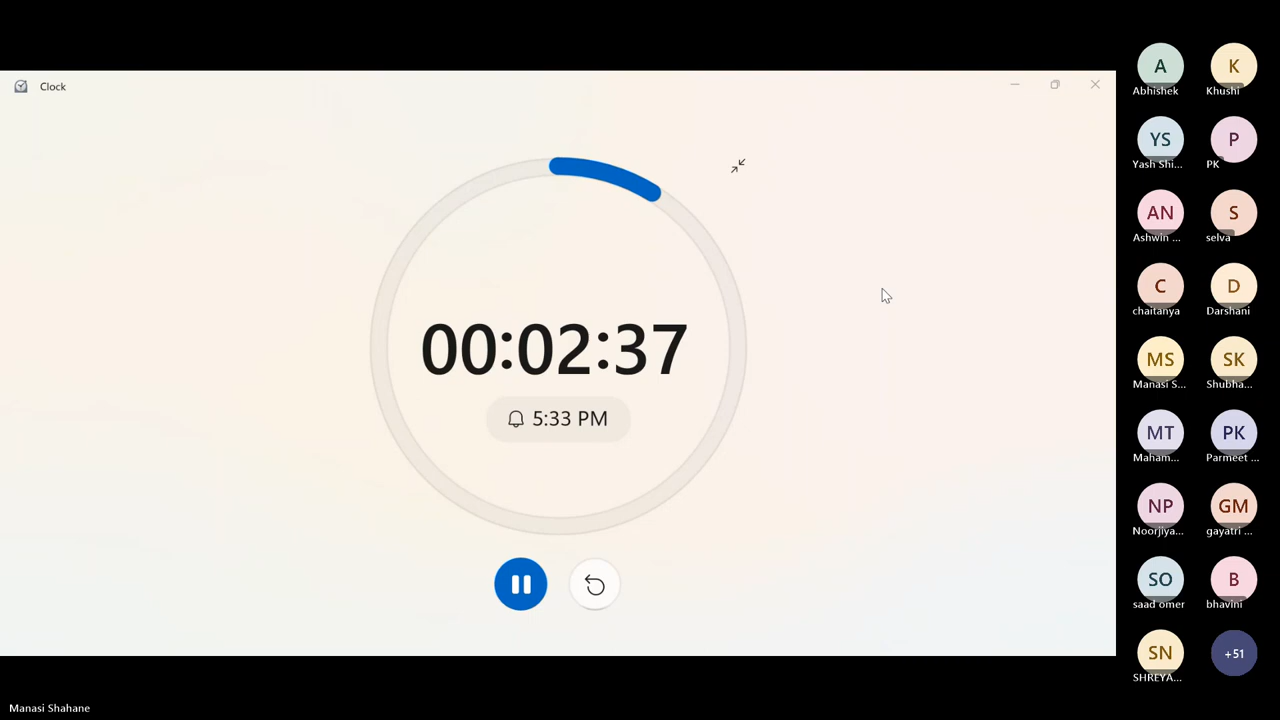 Clock
00:02:37
5:33 PM
A
Abhishek
K
Khushi
YS
Yash Shi...
P
PK
AN
Ashwin ...
S
selva
C
chaitanya
D
Darshani
MS
Manasi S...
SK
Shubha...
MT
Maham...
PK
Parmeet ...
NP
Noorjiya...
GM
gayatri ...
SO
saad omer
B
bhavini
SN
SHREYA...
+51
Manasi Shahane